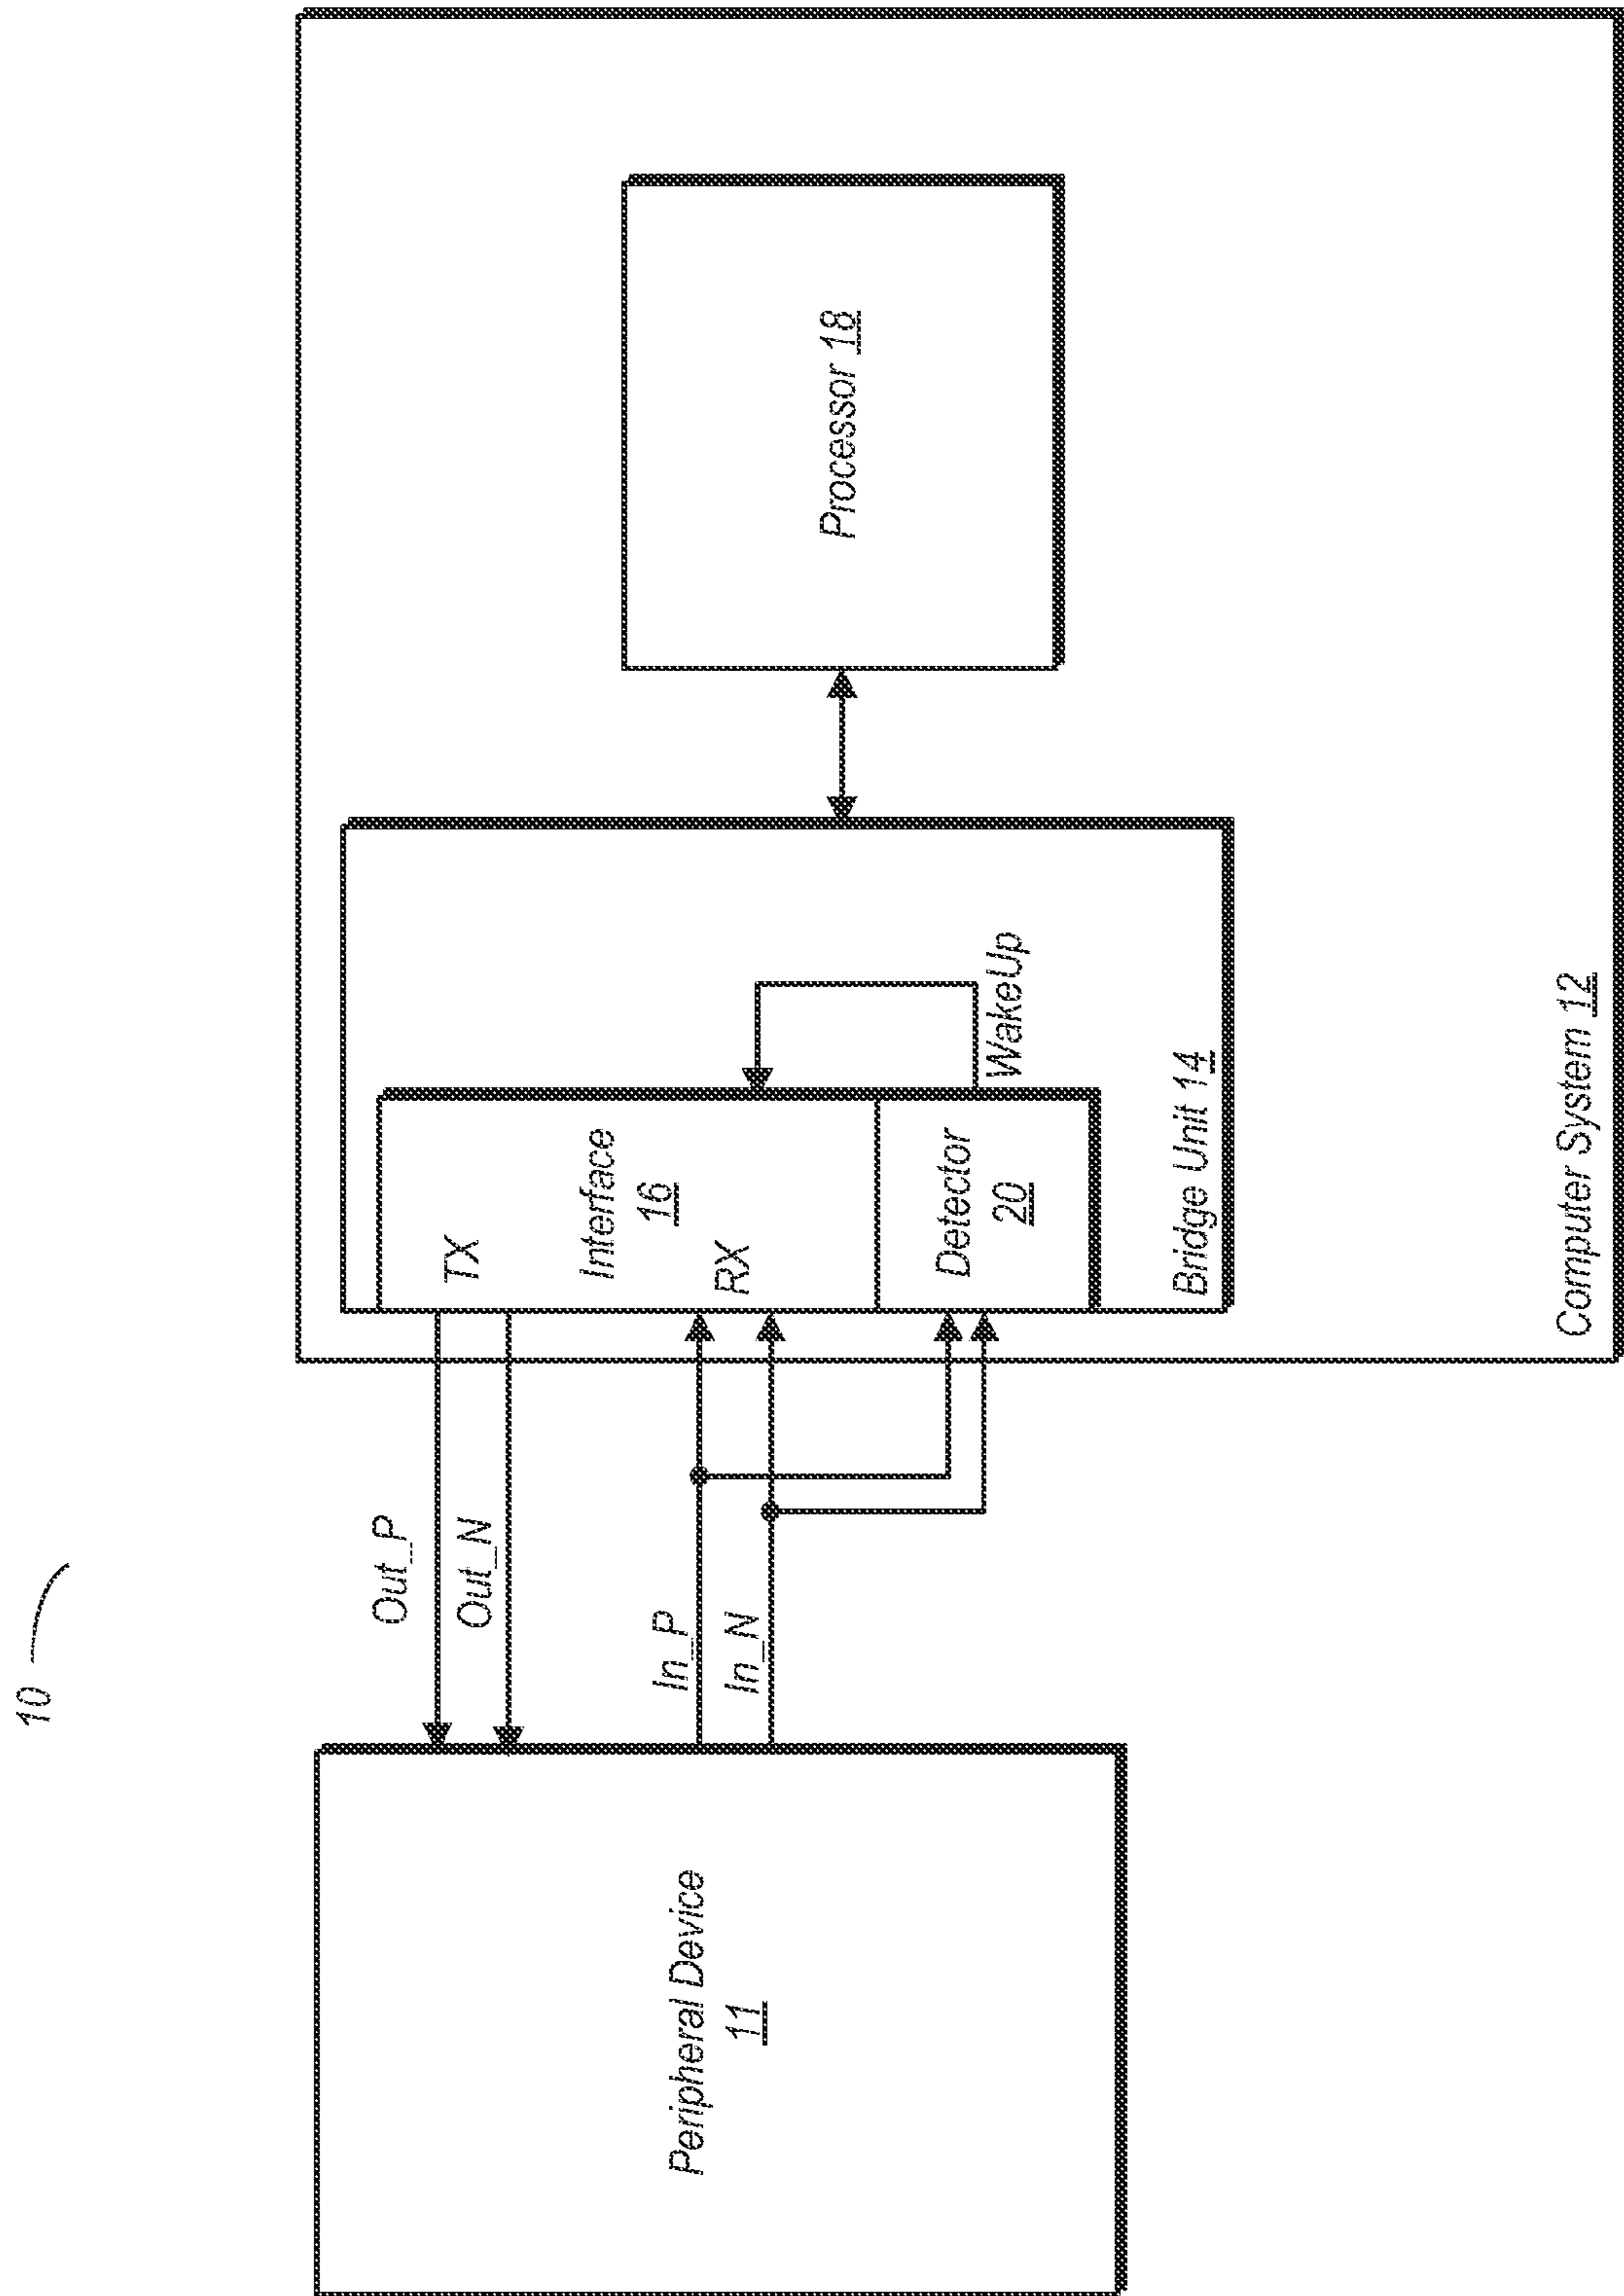 10
Peripheral Device
11
Out_P
Out_N
In_P
In_N
TX
Interface
16
RX
Detector
20
WakeUp
Bridge Unit 14
Processor 18
Computer System 12